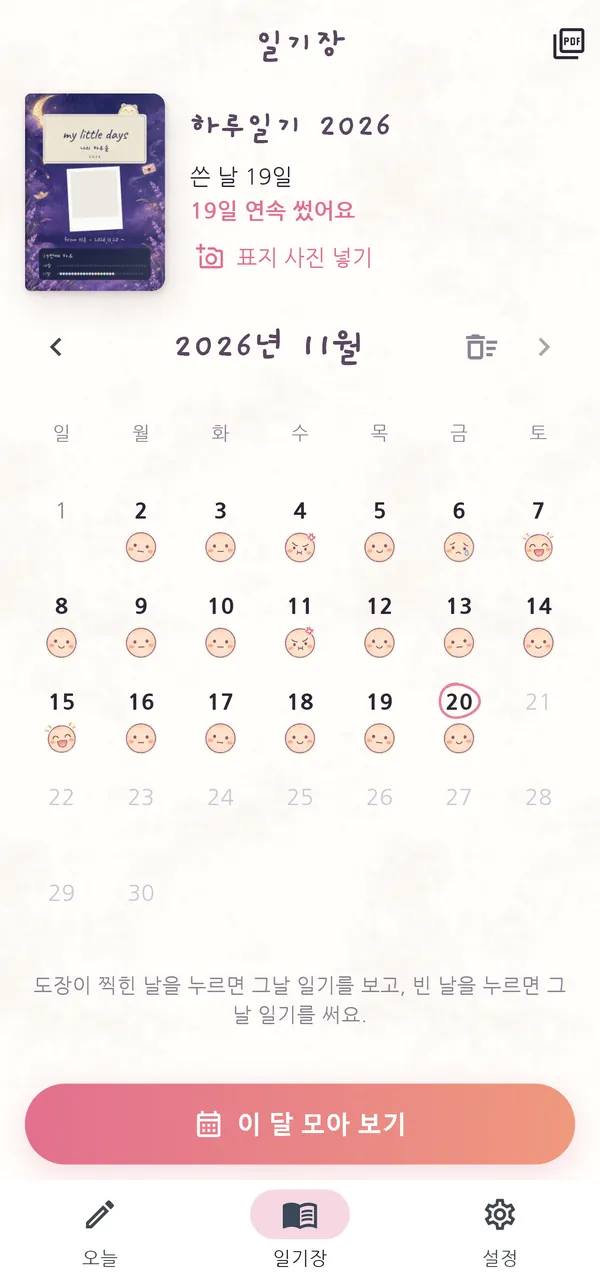 일기장
PDF
my little days
나의 하루들
2026
하루일기 2026
쓴 날 19일
19일 연속 썼어요
표지 사진 넣기
2026년 11월
일 월 화 수 목 금 토
1 2 3 4 5 6 7
8 9 10 11 12 13 14
15 16 17 18 19 20 21
22 23 24 25 26 27 28
29 30
도장이 찍힌 날을 누르면 그날 일기를 보고, 빈 날을 누르면 그
날 일기를 써요.
이 달 모아 보기
오늘 일기장 설정